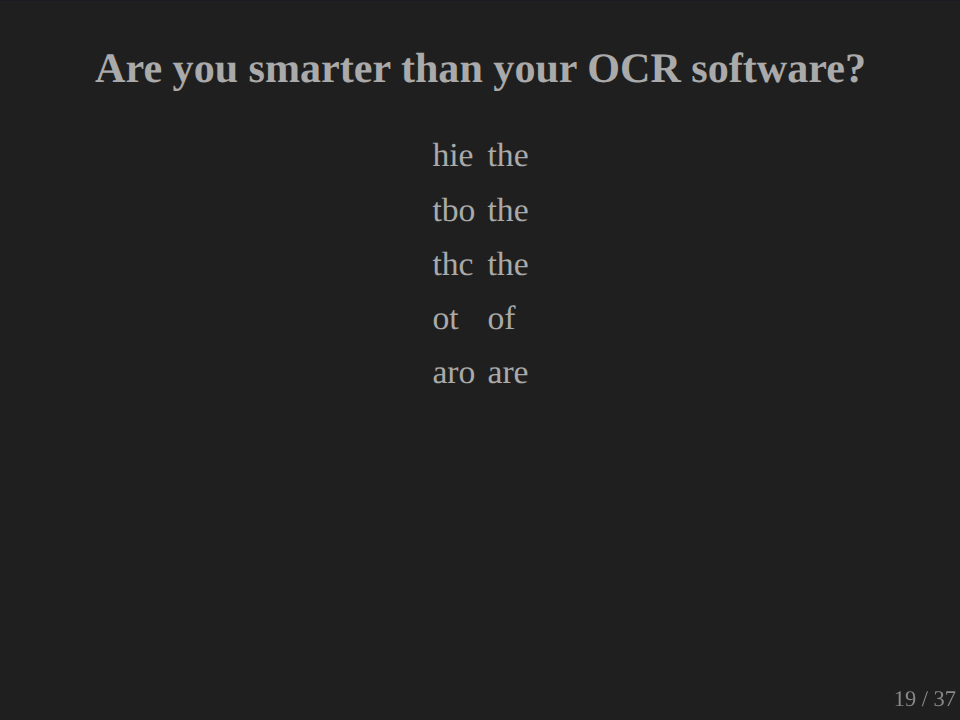 Are you smarter than your OCR software?
hie the
tbo the
thc the
ot of
aro are
19 / 37